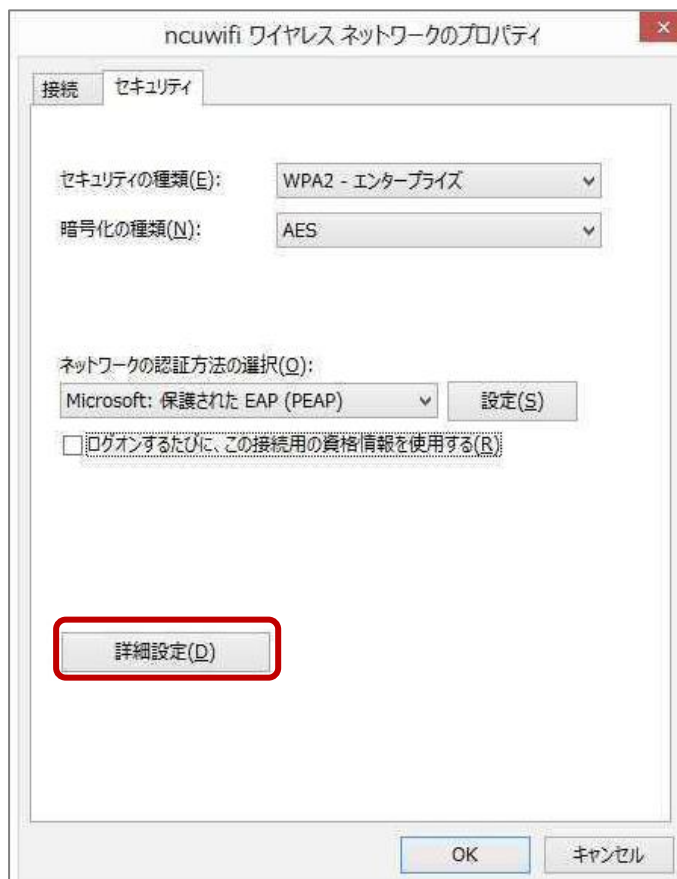 ncuwifi ワイヤレス ネットワークのプロパティ
接続 セキュリティ
セキュリティの種類(E): WPA2 - エンタープライズ
暗号化の種類(N): AES
ネットワークの認証方法の選択(O):
Microsoft: 保護された EAP (PEAP) 設定(S)
ログオンするたびに、この接続用の資格情報を使用する(R)
詳細設定(D)
OK キャンセル